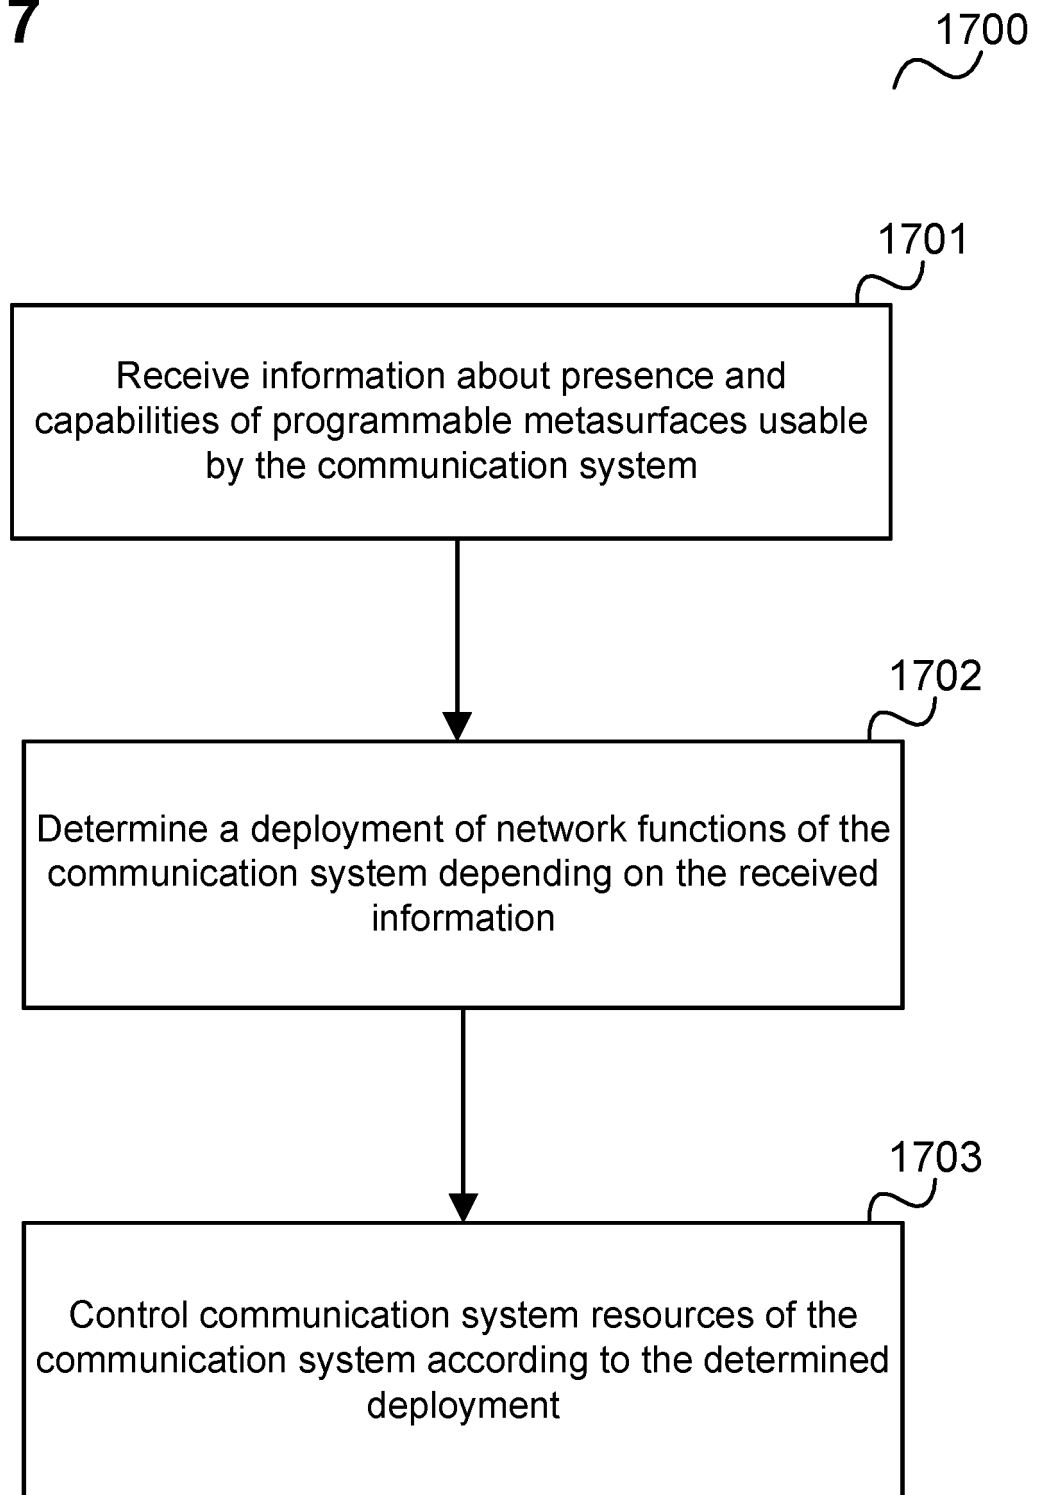 7
1700
1701
Receive information about presence and
capabilities of programmable metasurfaces usable
by the communication system
1702
Determine a deployment of network functions of the
communication system depending on the received
information
1703
Control communication system resources of the
communication system according to the determined
deployment